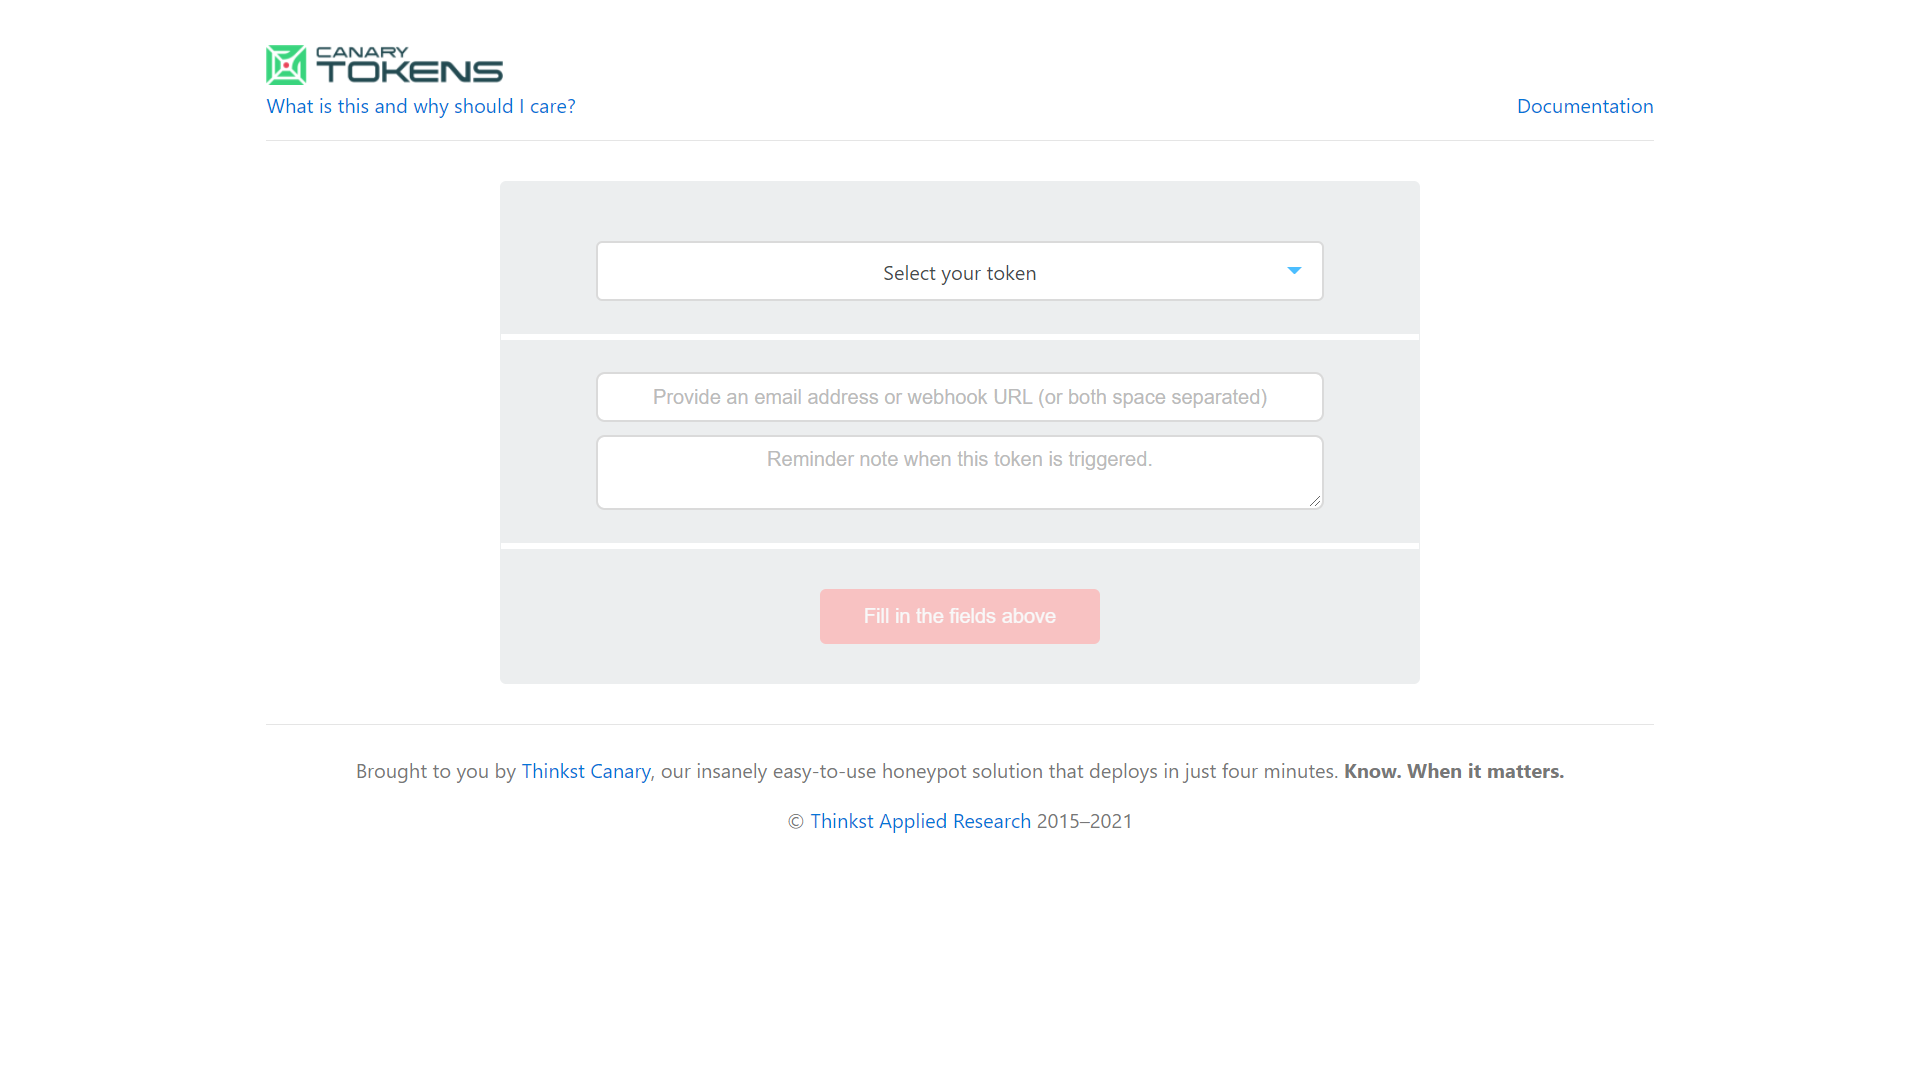 CANARY
TOKENS
What is this and why should I care?
Documentation
Select your token
Provide an email address or webhook URL (or both space separated)
Reminder note when this token is triggered.
Fill in the fields above
Brought to you by Thinkst Canary, our insanely easy-to-use honeypot solution that deploys in just four minutes. Know. When it matters.
© Thinkst Applied Research 2015–2021